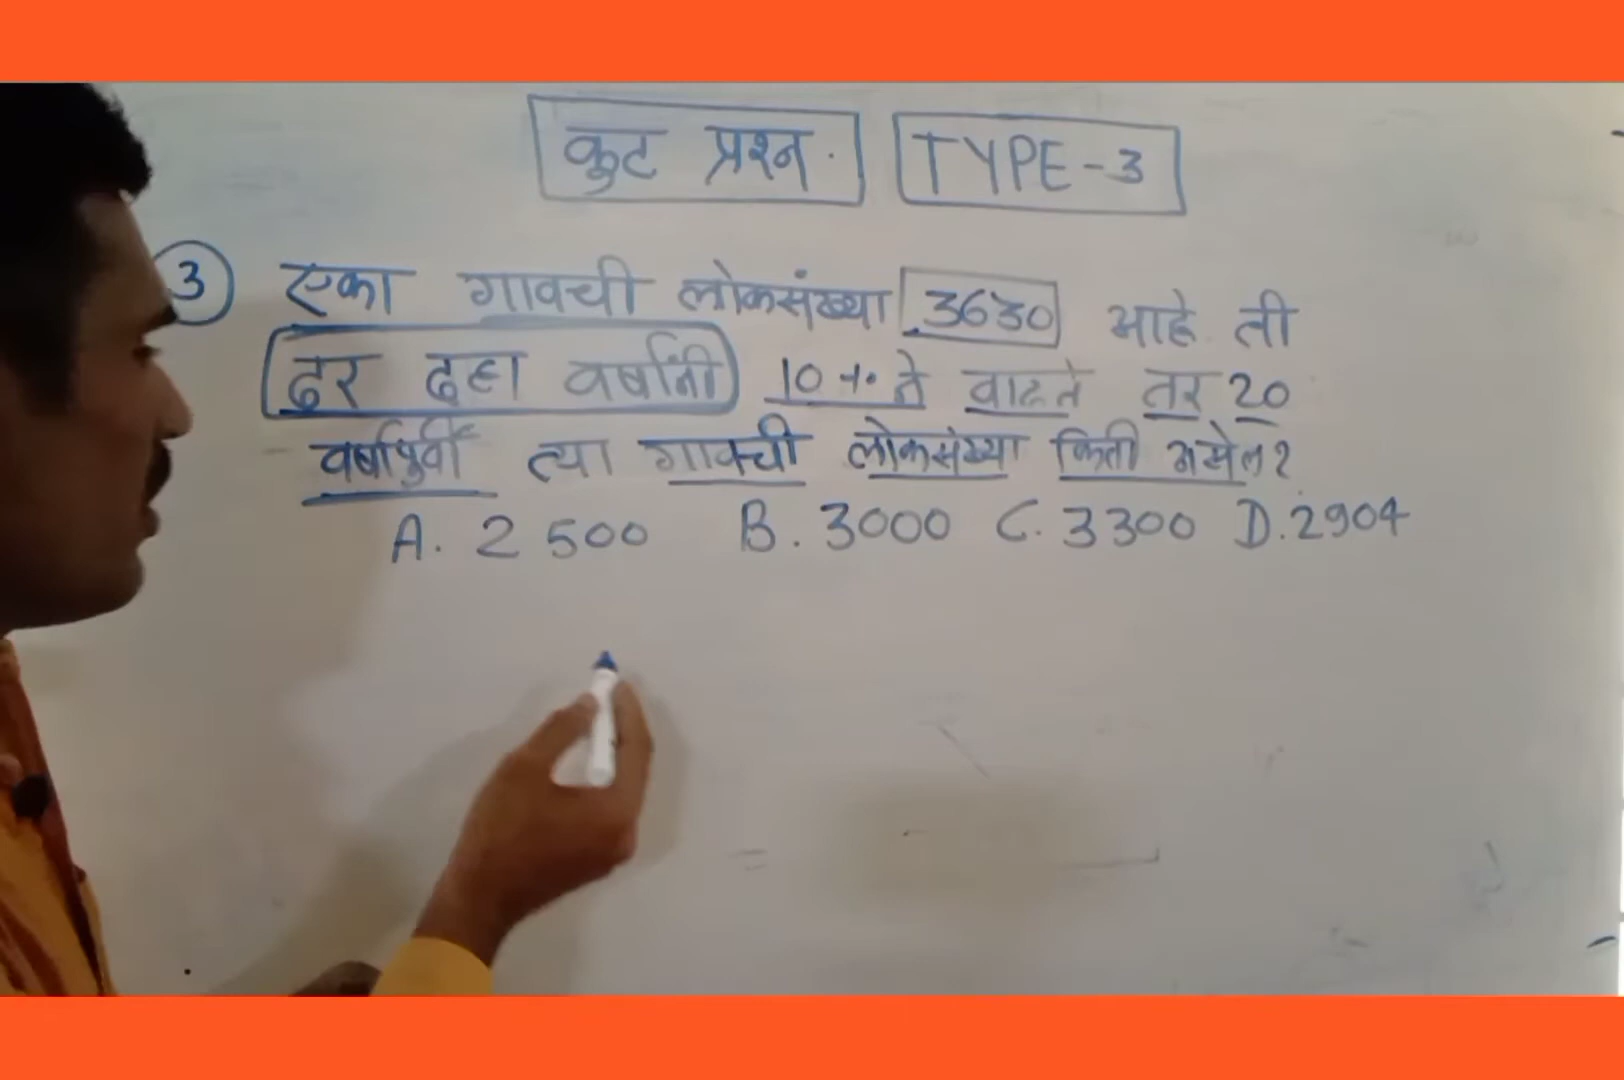 कुट प्रश्न. TYPE-3
3 एका गावची लोकसंख्या 3630 आहे ती
दर दहा वर्षांनी 10% ने वाढते तर 20
वर्षापुर्वी त्या गावची लोकसंख्या किती असेल?
A. 2500 B. 3000 C. 3300 D. 2904